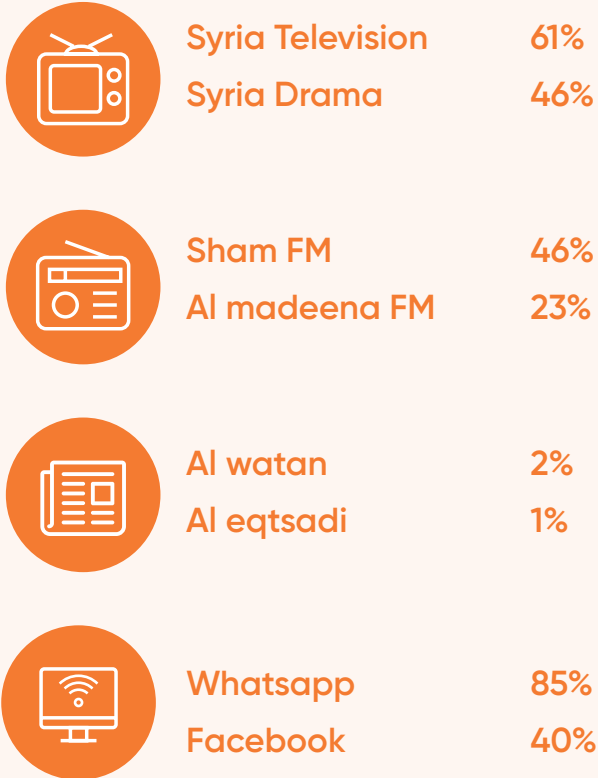 Syria Television 61%
Syria Drama 46%
Sham FM 46%
Al madeena FM 23%
Al watan 2%
Al eqtsadi 1%
Whatsapp 85%
Facebook 40%